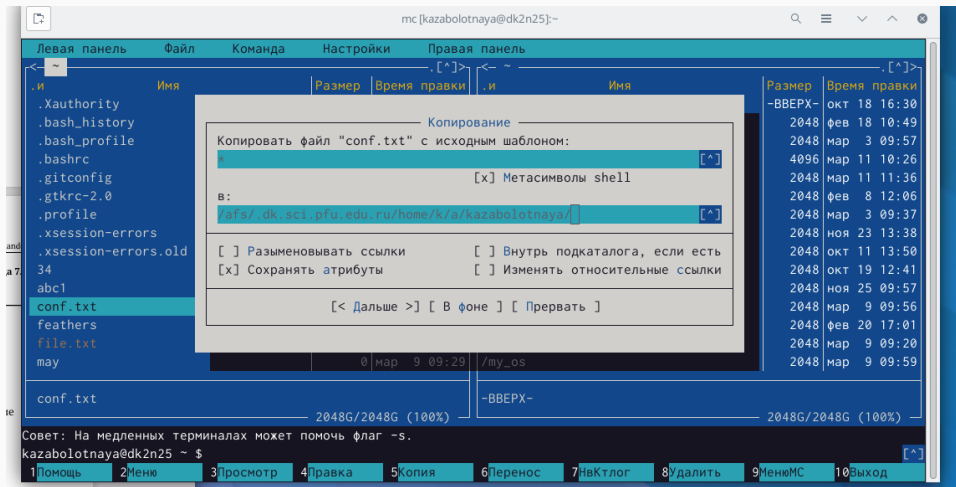 mc [kazabolotnaya@dk2n25]:~
Левая панель Файл Команда Настройки Правая панель
<- ~ .[^]> <- ~ .[^]>
.и Имя Размер Время правки .и Имя Размер Время правки
.Xauthority -ВВЕРХ- окт 18 16:30
.bash_history Копирование 2048 фев 18 10:49
.bash_profile Копировать файл "conf.txt" с исходным шаблоном: 2048 мар 3 09:57
.bashrc * [^] 4096 мар 11 10:26
.gitconfig [x] Метасимволы shell 2048 мар 11 11:36
.gtkrc-2.0 в: 2048 фев 8 12:06
.profile /afs/.dk.sci.pfu.edu.ru/home/k/a/kazabolotnaya/ [^] 2048 мар 3 09:37
.xsession-errors 2048 ноя 23 13:38
.xsession-errors.old [ ] Разыменовывать ссылки [ ] Внутрь подкаталога, если есть 2048 окт 11 13:50
34 [x] Сохранять атрибуты [ ] Изменять относительные ссылки 2048 окт 19 12:41
abc1 2048 ноя 25 09:57
conf.txt [< Дальше >] [ В фоне ] [ Прервать ] 2048 мар 9 09:56
feathers 2048 фев 20 17:01
file.txt 2048 мар 9 09:20
may 0 мар 9 09:29 /my_os 2048 мар 9 09:59
conf.txt -ВВЕРХ-
2048G/2048G (100%) 2048G/2048G (100%)
Совет: На медленных терминалах может помочь флаг -s.
kazabolotnaya@dk2n25 ~ $ [^]
1Помощь 2Меню 3Просмотр 4Правка 5Копия 6Перенос 7НвКтлог 8Удалить 9МенюМС 10Выход